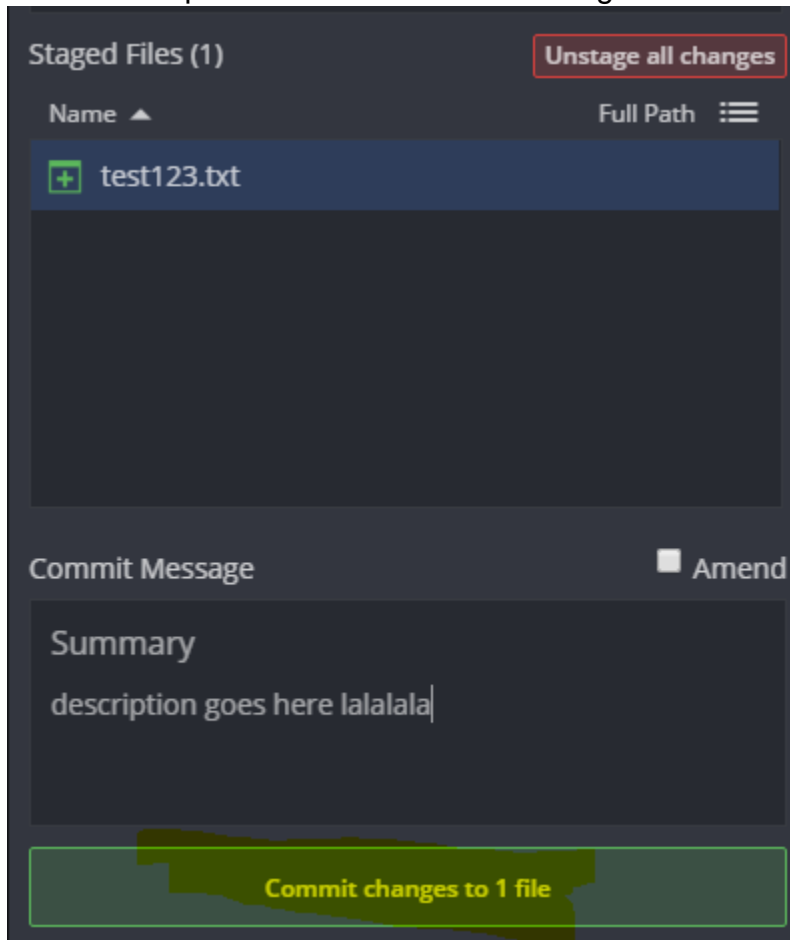 Staged Files (1) Unstage all changes
Name Full Path
test123.txt
Commit Message Amend
Summary
description goes here lalalala
Commit changes to 1 file